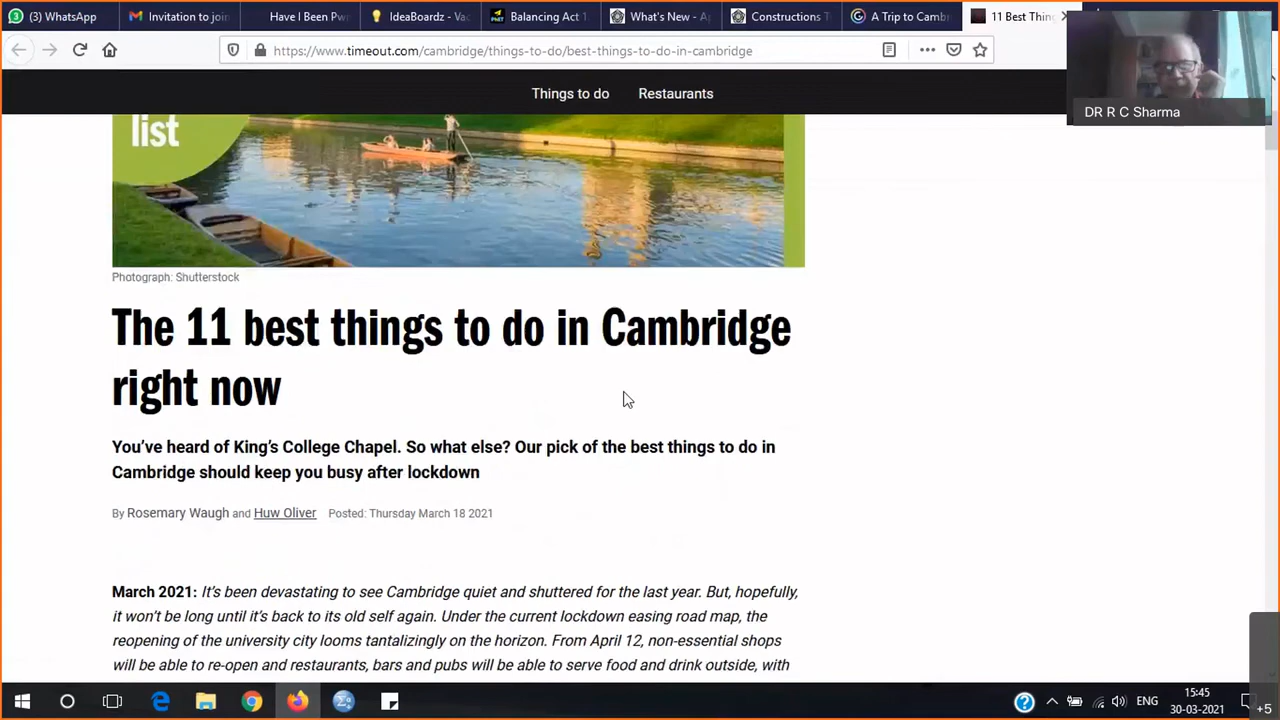 (3) WhatsApp
Invitation to join
Have I Been Pw
IdeaBoardz - Vac
Balancing Act 1
What's New - Ap
Constructions T
A Trip to Camb
11 Best Thin
https://www.timeout.com/cambridge/things-to-do/best-things-to-do-in-cambridge
Things to do
Restaurants
DR R C Sharma
list
Photograph: Shutterstock
The 11 best things to do in Cambridge
right now
You've heard of King's College Chapel. So what else? Our pick of the best things to do in
Cambridge should keep you busy after lockdown
By Rosemary Waugh and Huw Oliver Posted: Thursday March 18 2021
March 2021: It's been devastating to see Cambridge quiet and shuttered for the last year. But, hopefully,
it won't be long until it's back to its old self again. Under the current lockdown easing road map, the
reopening of the university city looms tantalizingly on the horizon. From April 12, non-essential shops
will be able to re-open and restaurants, bars and pubs will be able to serve food and drink outside, with
ENG
15:45
30-03-2021
+5